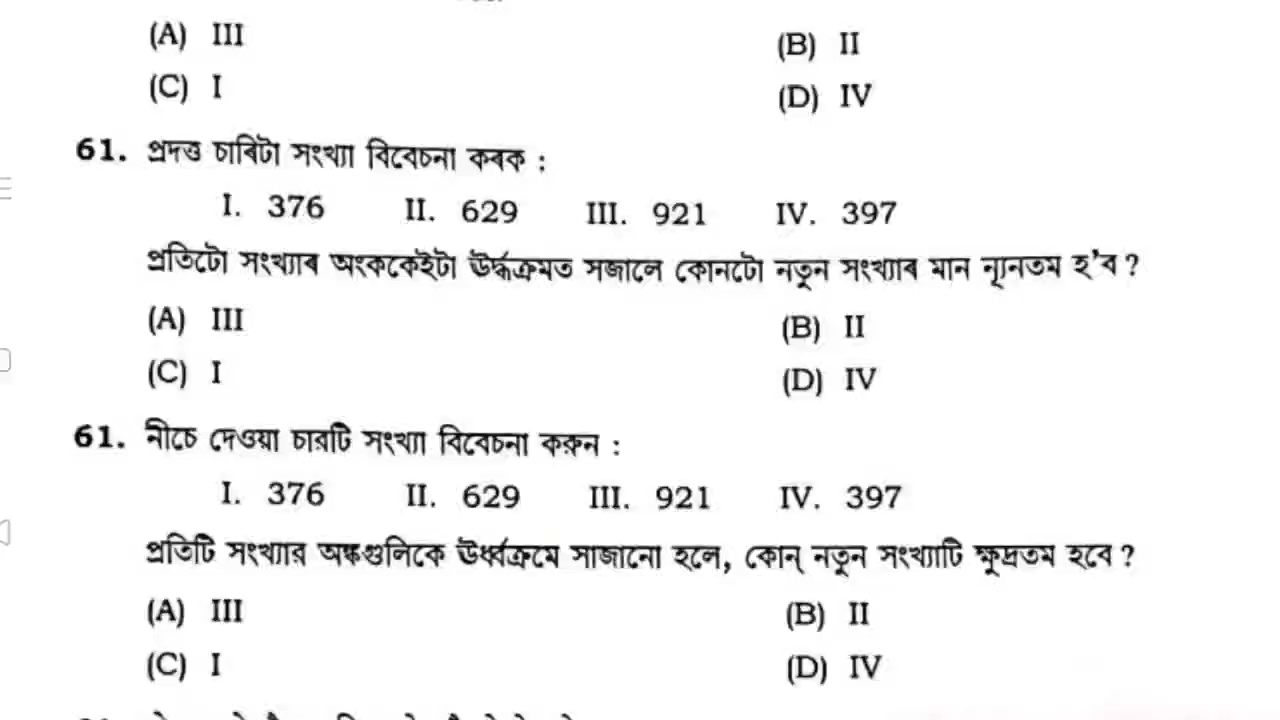 (A) III (B) II
(C) I (D) IV
61. প্ৰদত্ত চাৰিটা সংখ্যা বিবেচনা কৰক :
I. 376 II. 629 III. 921 IV. 397
প্ৰতিটো সংখ্যাৰ অংককেইটা ঊৰ্দ্ধক্ৰমত সজালে কোনটো নতুন সংখ্যাৰ মান ন্যূনতম হ'ব ?
(A) III (B) II
(C) I (D) IV
61. নীচে দেওয়া চারটি সংখ্যা বিবেচনা করুন :
I. 376 II. 629 III. 921 IV. 397
প্রতিটি সংখ্যার অঙ্কগুলিকে ঊর্ধ্বক্রমে সাজানো হলে, কোন্ নতুন সংখ্যাটি ক্ষুদ্রতম হবে ?
(A) III (B) II
(C) I (D) IV